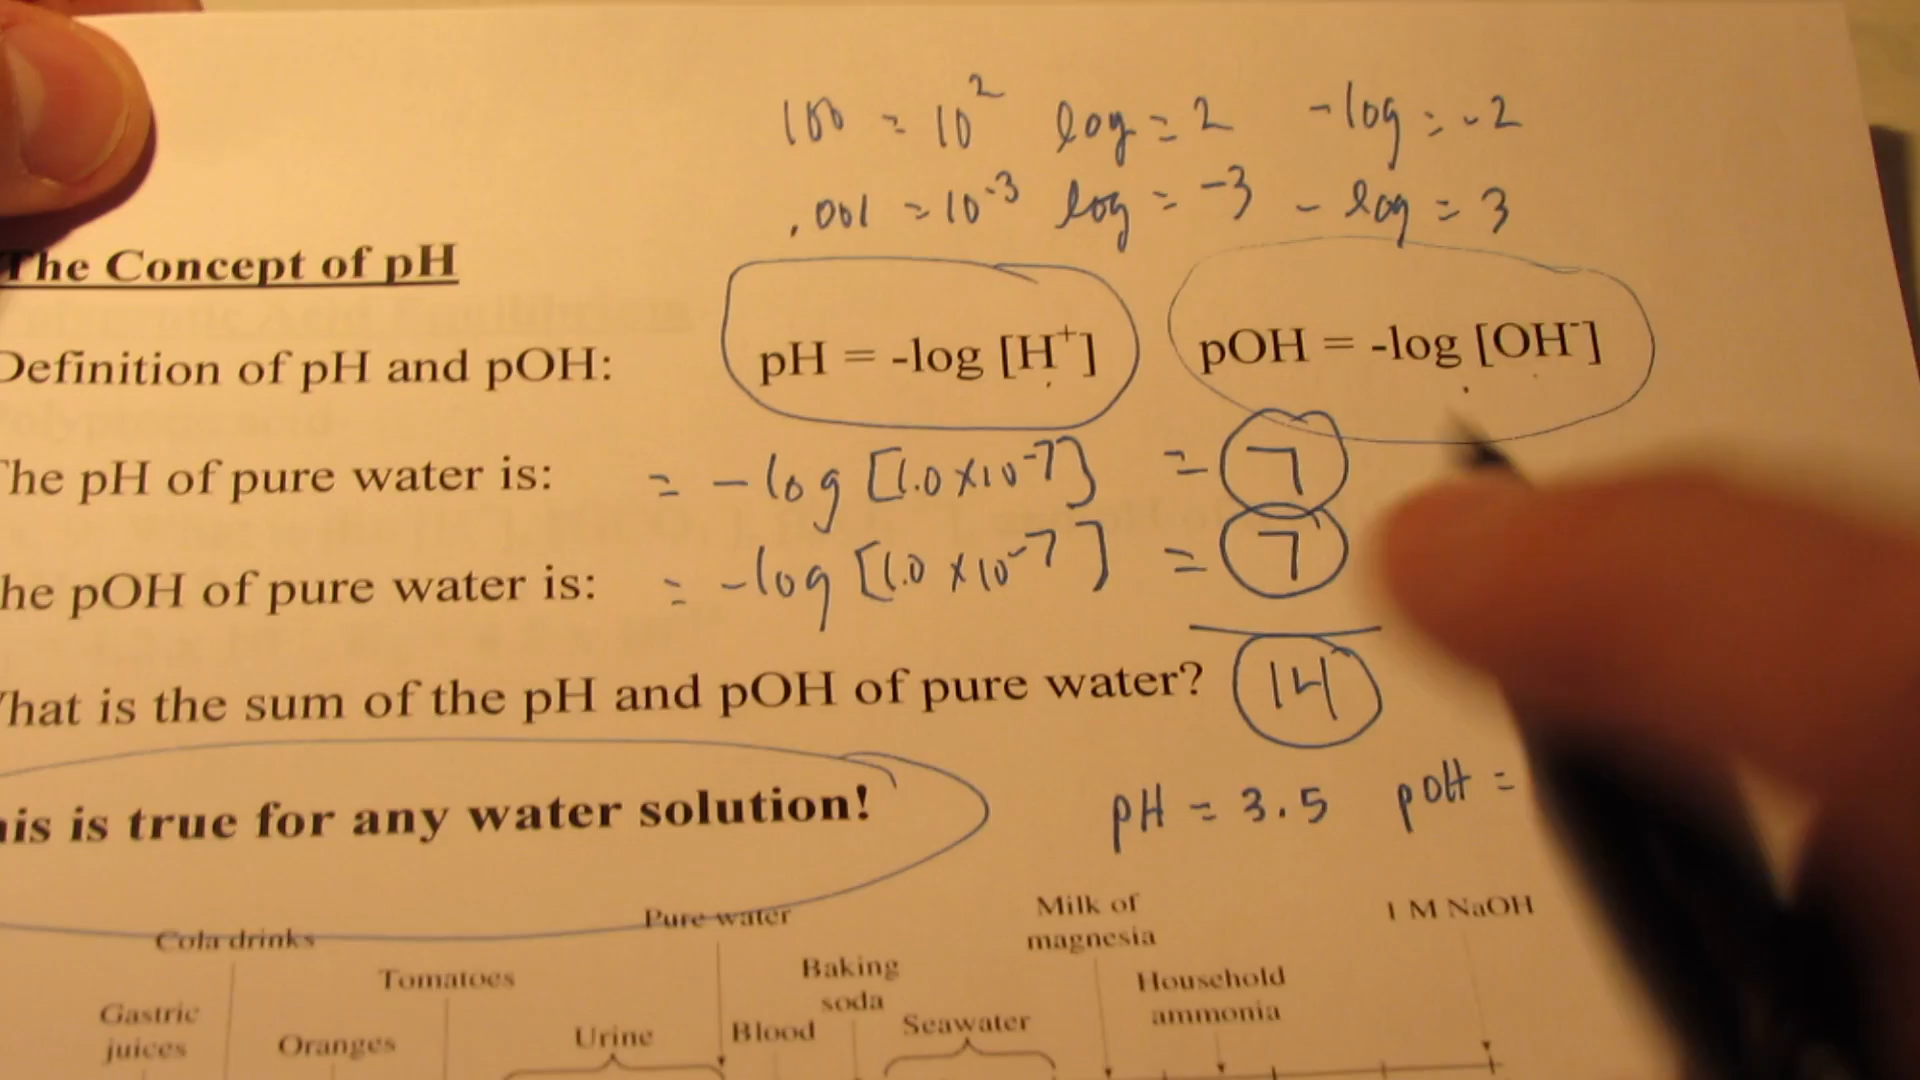 100 = 10² log = 2 -log = -2
.001 = 10⁻³ log = -3 - log = 3
The Concept of pH
Definition of pH and pOH: pH = -log [H⁺] pOH = -log [OH⁻]
The pH of pure water is: = -log [1.0 x 10⁻⁷] = 7
he pOH of pure water is: = -log [1.0 x 10⁻⁷] = 7
What is the sum of the pH and pOH of pure water? 14
his is true for any water solution! pH = 3.5 pOH =
Cola drinks Pure water Milk of magnesia 1 M NaOH
Tomatoes Baking soda Household ammonia
Gastric juices Oranges Urine Blood Seawater